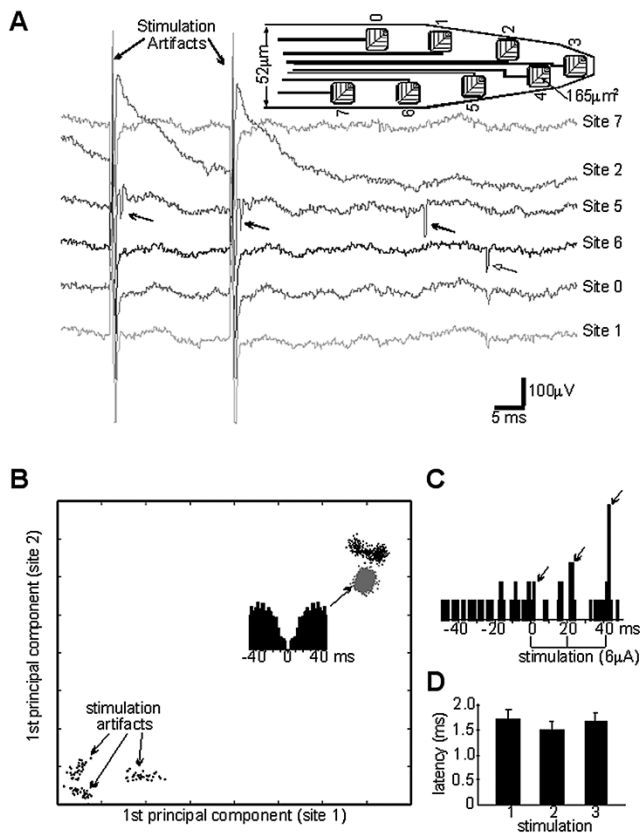 A
Stimulation
Artifacts
52µm
0
1
2
3
4
5
6
7
165µm²
Site 7
Site 2
Site 5
Site 6
Site 0
Site 1
100µV
5 ms
B
1st principal component (site 2)
-40 0 40 ms
stimulation
artifacts
1st principal component (site 1)
C
-40 -20 0 20 40 ms
stimulation (6µA)
D
latency (ms)
2.0
1.5
1.0
0.5
0
1 2 3
stimulation